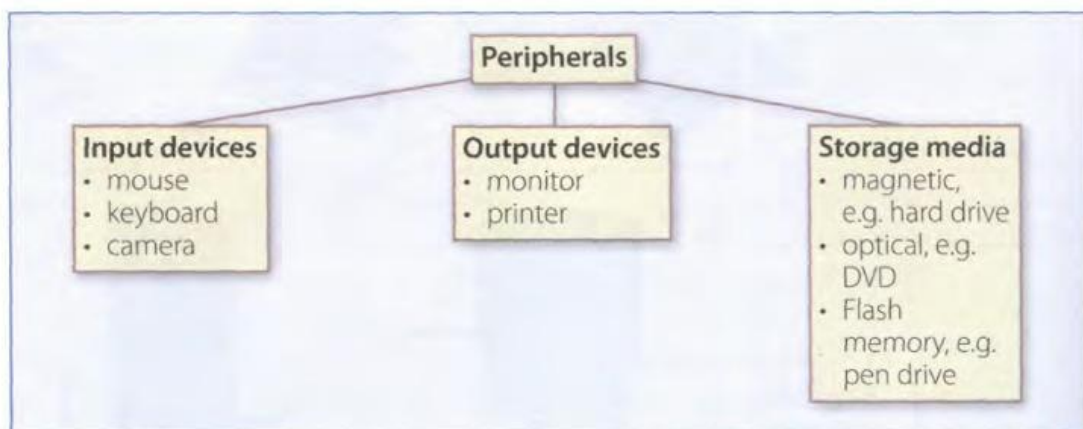 Peripherals
Input devices
• mouse
• keyboard
• camera
Output devices
• monitor
• printer
Storage media
• magnetic,
e.g. hard drive
• optical, e.g.
DVD
• Flash
memory, e.g.
pen drive